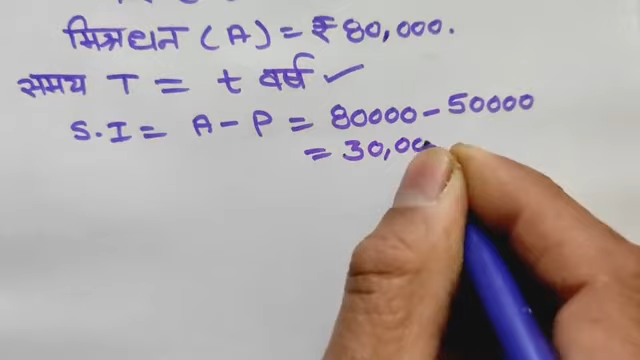 मिश्रधन (A) = ₹ 80,000.
समय T = t वर्ष ✓
S.I = A - P = 80000 - 50000
= 30,00